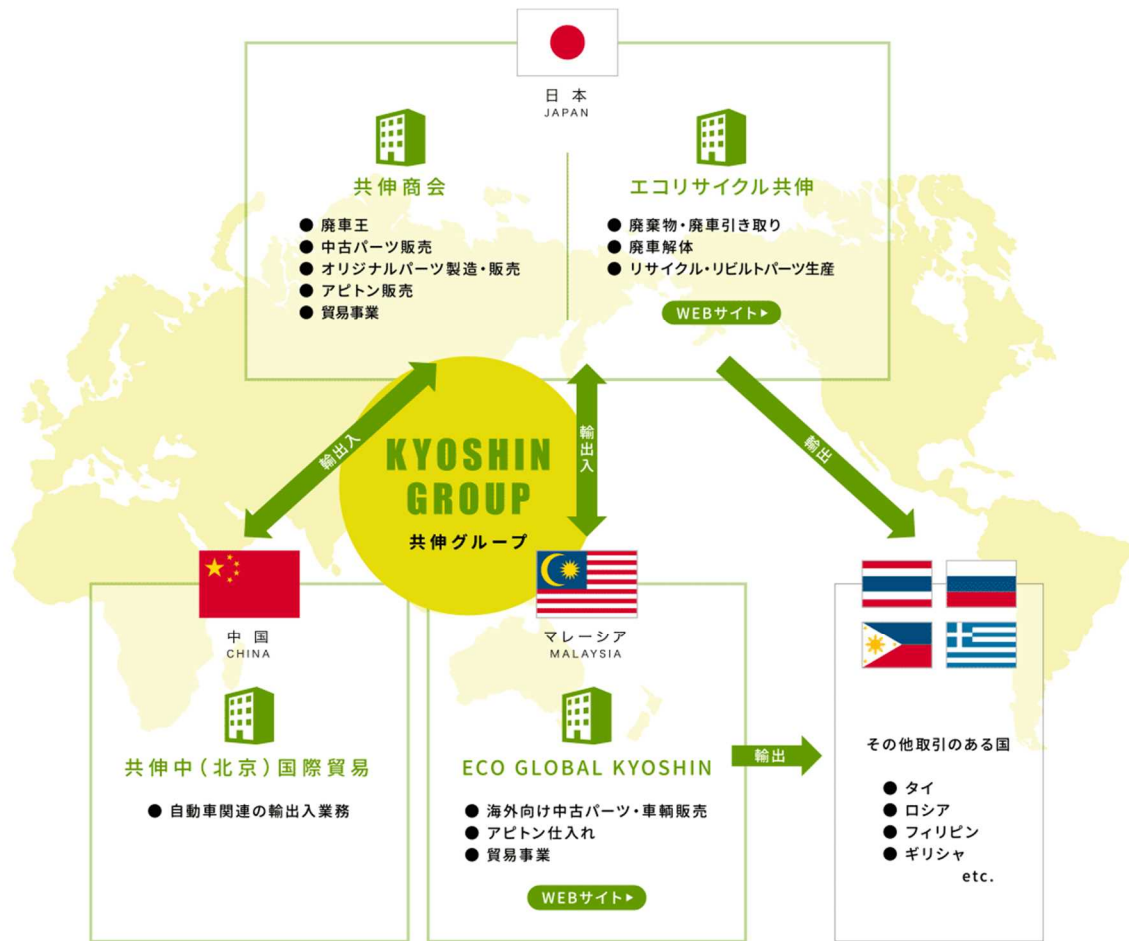 日本
JAPAN
共伸商会
● 廃車王
● 中古パーツ販売
● オリジナルパーツ製造・販売
● アピトン販売
● 貿易事業
エコリサイクル共伸
● 廃棄物・廃車引き取り
● 廃車解体
● リサイクル・リビルトパーツ生産
WEBサイト▶
輸出入
輸出入
輸出
KYOSHIN
GROUP
共伸グループ
中国
CHINA
共伸中(北京)国際貿易
● 自動車関連の輸出入業務
マレーシア
MALAYSIA
ECO GLOBAL KYOSHIN
● 海外向け中古パーツ・車輌販売
● アピトン仕入れ
● 貿易事業
WEBサイト▶
輸出
その他取引のある国
● タイ
● ロシア
● フィリピン
● ギリシャ
etc.